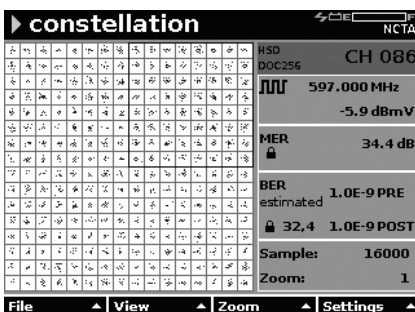 constellation
E F
NCTA
HSD
DOC256
CH 086
597.000 MHz
-5.9 dBmV
MER
34.4 dB
BER
estimated
1.0E-9 PRE
32,4 1.0E-9 POST
Sample: 16000
Zoom: 1
File View Zoom Settings